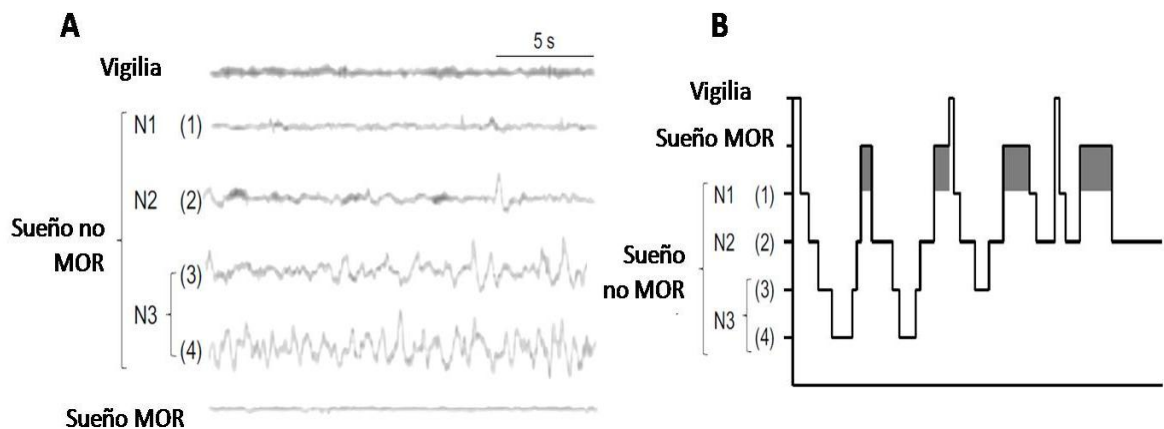 A
5 s
Vigilia
N1 (1)
N2 (2)
Sueño no
MOR
(3)
N3
(4)
Sueño MOR
B
Vigilia
Sueño MOR
N1 (1)
N2 (2)
Sueño
no MOR
(3)
N3
(4)